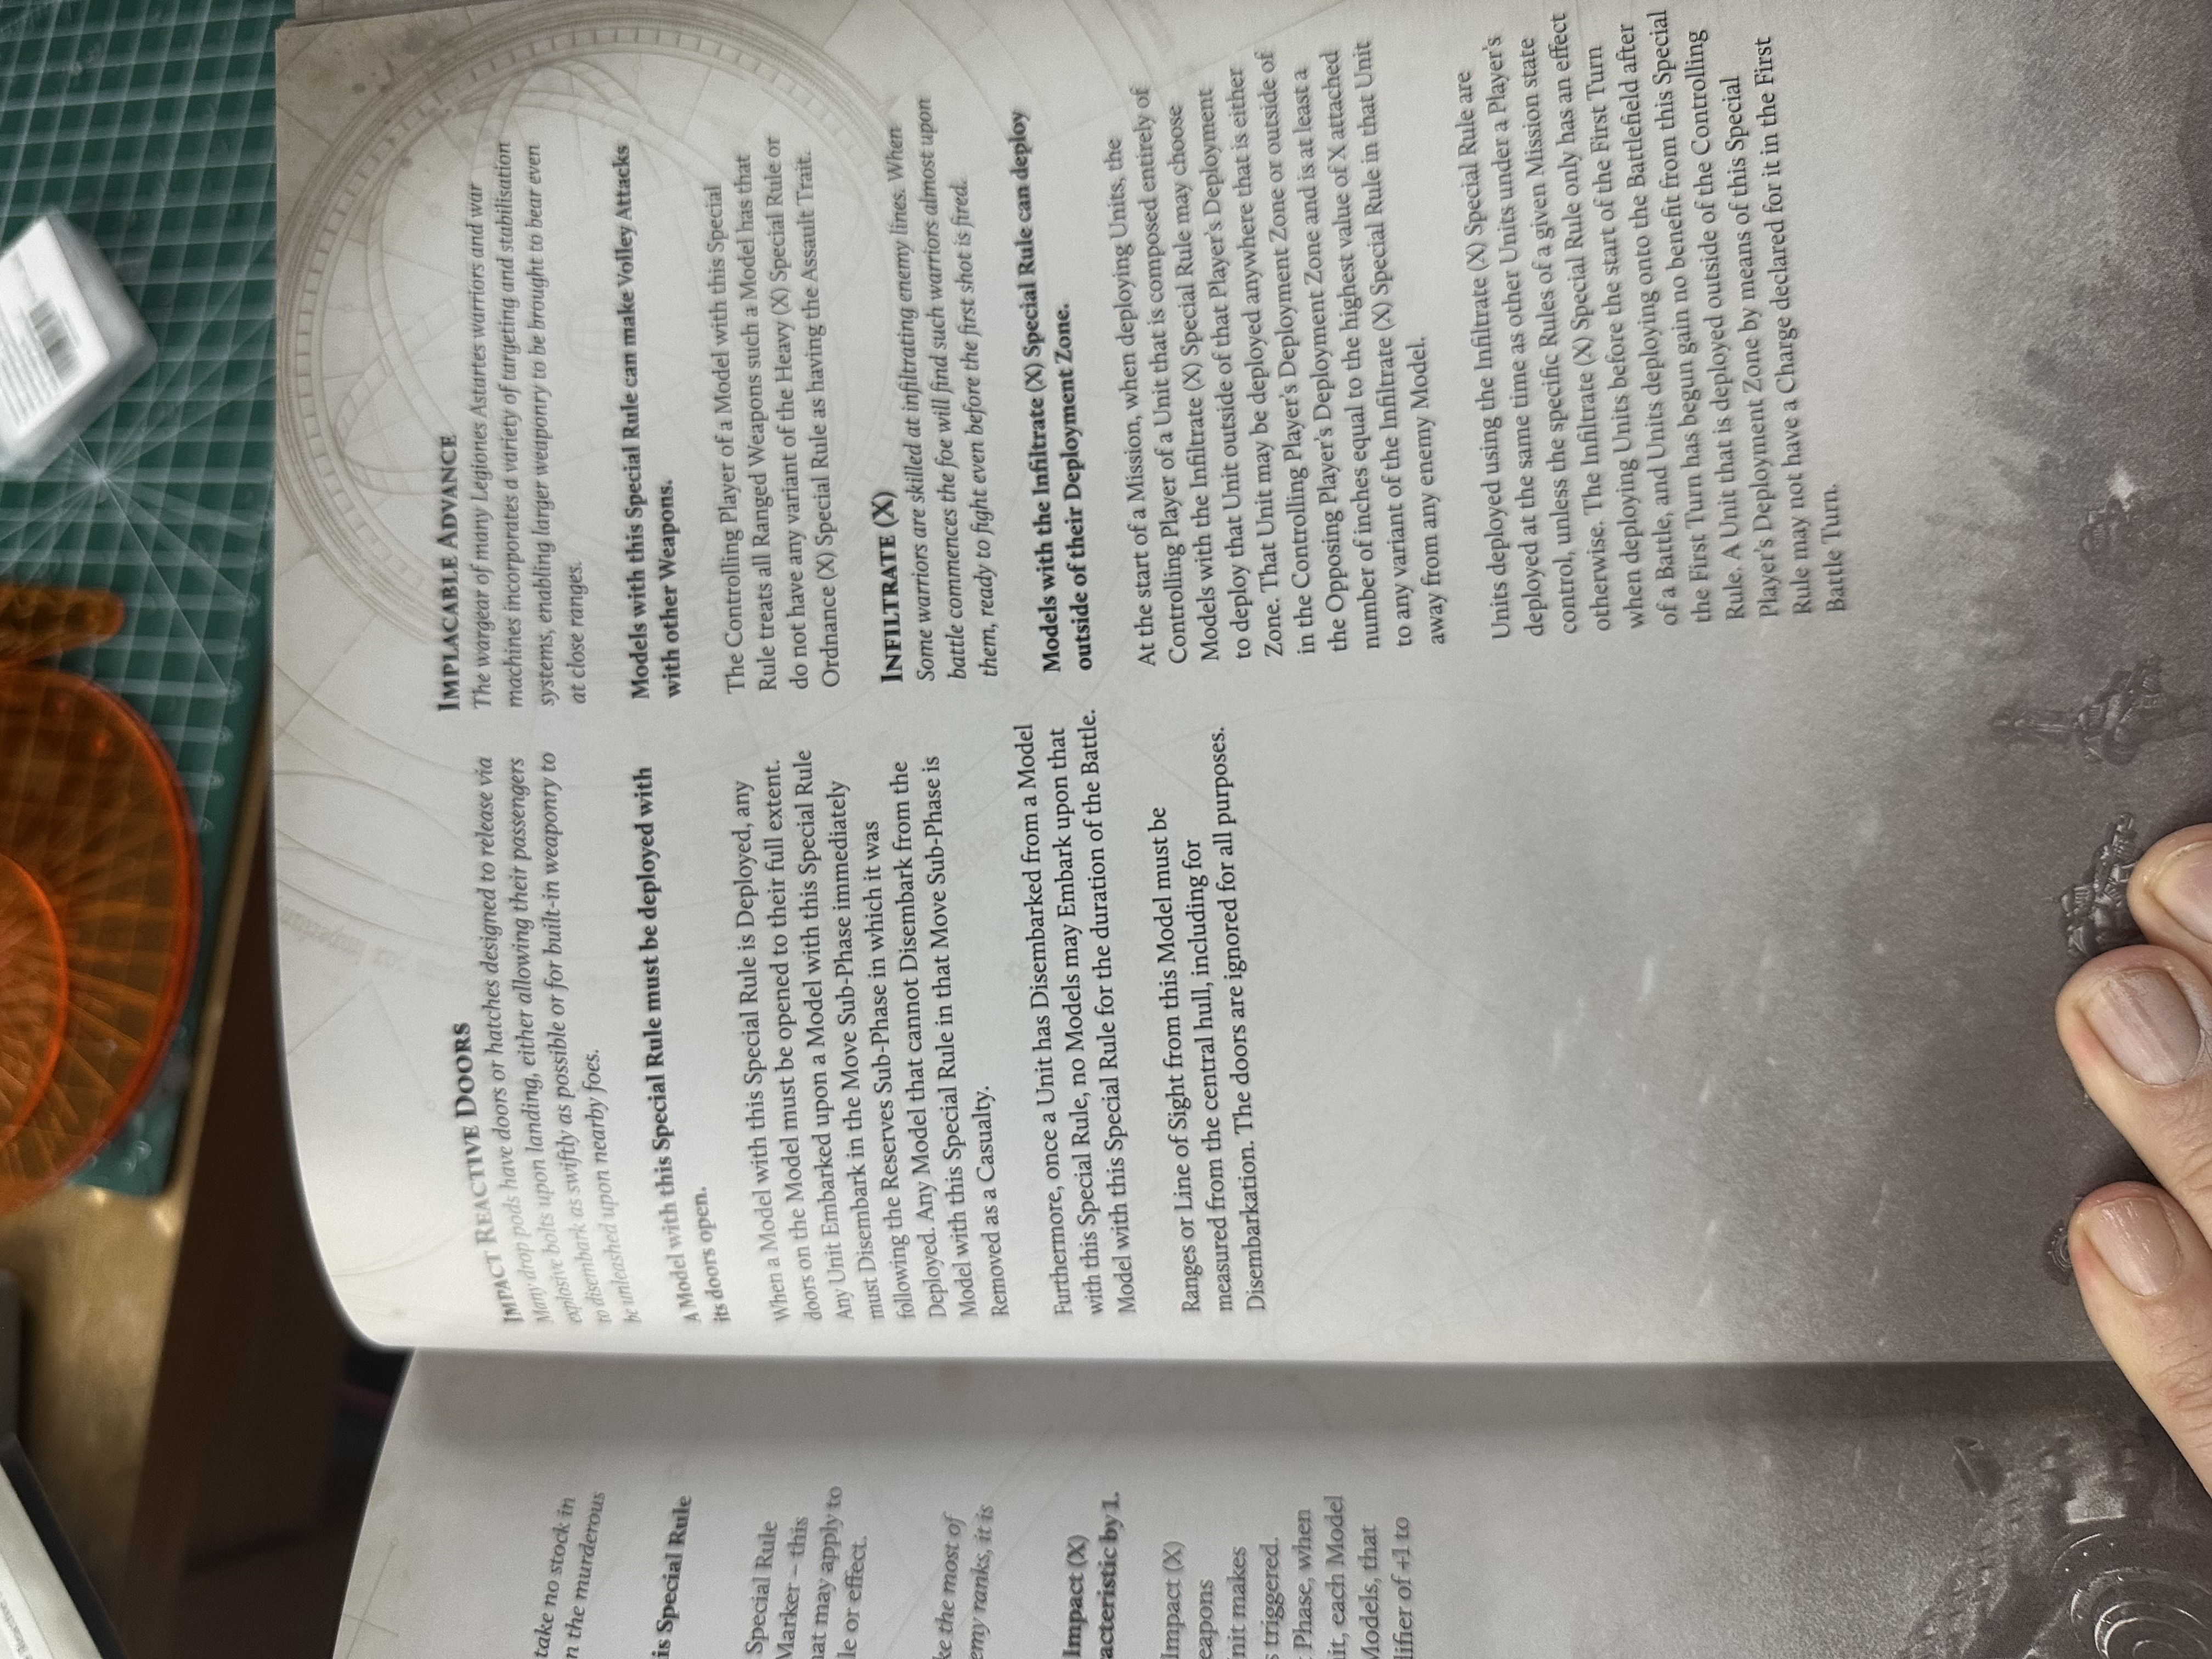 take no stock in
n the murderous
is Special Rule
Special Rule
Marker – this
hat may apply to
le or effect.
ke the most of
emy ranks, it is
Impact (X)
acteristic by 1.
Impact (X)
eapons
nit makes
s triggered.
t Phase, when
nit, each Model
Models, that
difier of +1 to
Impact Reactive Doors
Many drop pods have doors or hatches designed to release via
explosive bolts upon landing, either allowing their passengers
to disembark as swiftly as possible or for built-in weaponry to
be unleashed upon nearby foes.
A Model with this Special Rule must be deployed with
its doors open.
When a Model with this Special Rule is Deployed, any
doors on the Model must be opened to their full extent.
Any Unit Embarked upon a Model with this Special Rule
must Disembark in the Move Sub-Phase immediately
following the Reserves Sub-Phase in which it was
Deployed. Any Model that cannot Disembark from the
Model with this Special Rule in that Move Sub-Phase is
Removed as a Casualty.
Furthermore, once a Unit has Disembarked from a Model
with this Special Rule, no Models may Embark upon that
Model with this Special Rule for the duration of the Battle.
Ranges or Line of Sight from this Model must be
measured from the central hull, including for
Disembarkation. The doors are ignored for all purposes.
Implacable Advance
The wargear of many Legiones Astartes warriors and war
machines incorporates a variety of targeting and stabilisation
systems, enabling larger weaponry to be brought to bear even
at close ranges.
Models with this Special Rule can make Volley Attacks
with other Weapons.
The Controlling Player of a Model with this Special
Rule treats all Ranged Weapons such a Model has that
do not have any variant of the Heavy (X) Special Rule or
Ordnance (X) Special Rule as having the Assault Trait.
Infiltrate (X)
Some warriors are skilled at infiltrating enemy lines. When
battle commences the foe will find such warriors almost upon
them, ready to fight even before the first shot is fired.
Models with the Infiltrate (X) Special Rule can deploy
outside of their Deployment Zone.
At the start of a Mission, when deploying Units, the
Controlling Player of a Unit that is composed entirely of
Models with the Infiltrate (X) Special Rule may choose
to deploy that Unit outside of that Player's Deployment
Zone. That Unit may be deployed anywhere that is either
in the Controlling Player's Deployment Zone or outside of
the Opposing Player's Deployment Zone and is at least a
number of inches equal to the highest value of X attached
to any variant of the Infiltrate (X) Special Rule in that Unit
away from any enemy Model.
Units deployed using the Infiltrate (X) Special Rule are
deployed at the same time as other Units under a Player's
control, unless the specific Rules of a given Mission state
otherwise. The Infiltrate (X) Special Rule only has an effect
when deploying Units before the start of the First Turn
of a Battle, and Units deploying onto the Battlefield after
the First Turn has begun gain no benefit from this Special
Rule. A Unit that is deployed outside of the Controlling
Player's Deployment Zone by means of this Special
Rule may not have a Charge declared for it in the First
Battle Turn.